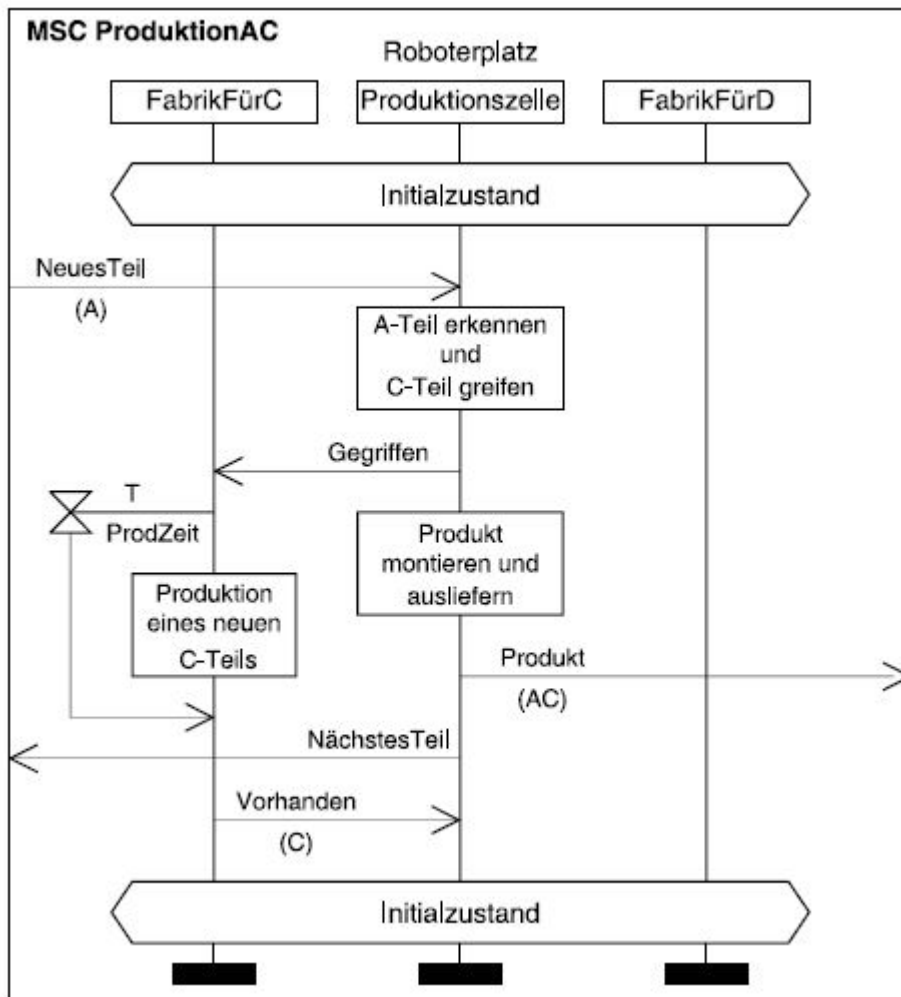 MSC ProduktionAC
Roboterplatz
FabrikFürC
Produktionszelle
FabrikFürD
Initialzustand
NeuesTeil
(A)
A-Teil erkennen
und
C-Teil greifen
Gegriffen
T
ProdZeit
Produkt
montieren und
ausliefern
Produktion
eines neuen
C-Teils
Produkt
(AC)
NächstesTeil
Vorhanden
(C)
Initialzustand